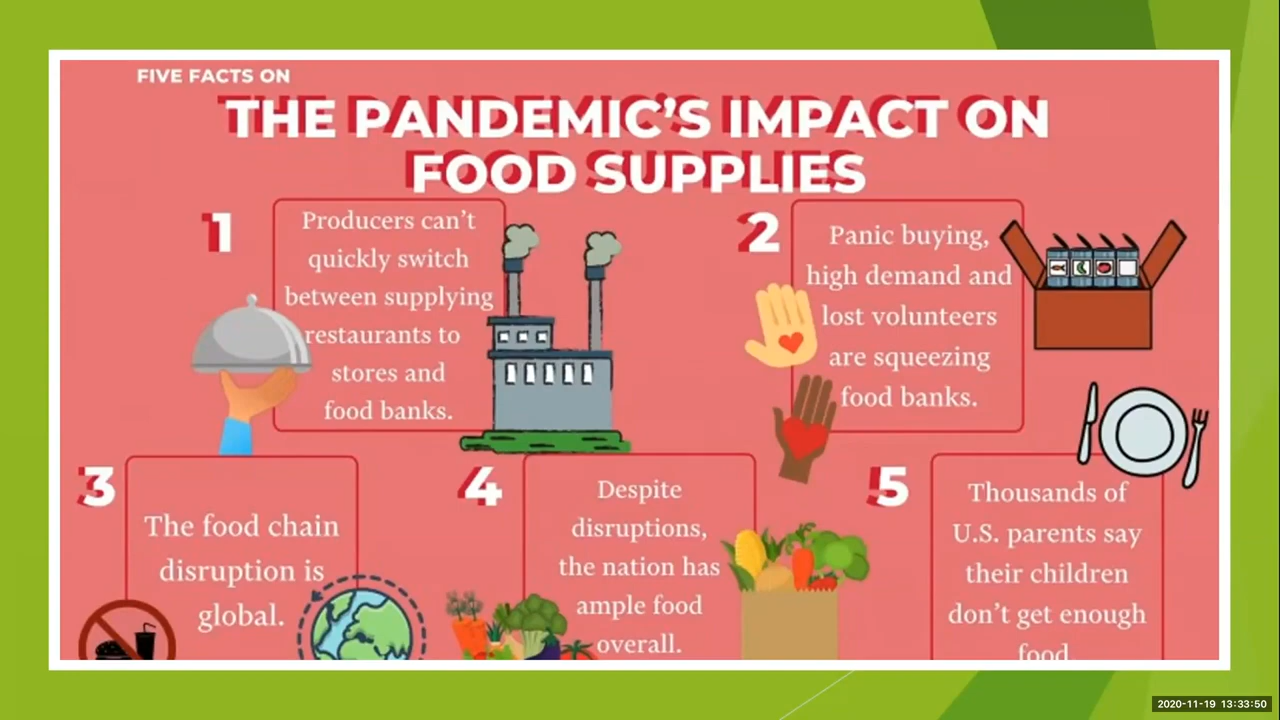 FIVE FACTS ON
THE PANDEMIC'S IMPACT ON
FOOD SUPPLIES
1
Producers can't
quickly switch
between supplying
restaurants to
stores and
food banks.
2
Panic buying,
high demand and
lost volunteers
are squeezing
food banks.
3
The food chain
disruption is
global.
4
Despite
disruptions,
the nation has
ample food
overall.
5
Thousands of
U.S. parents say
their children
don't get enough
food
2020-11-19 13:33:50